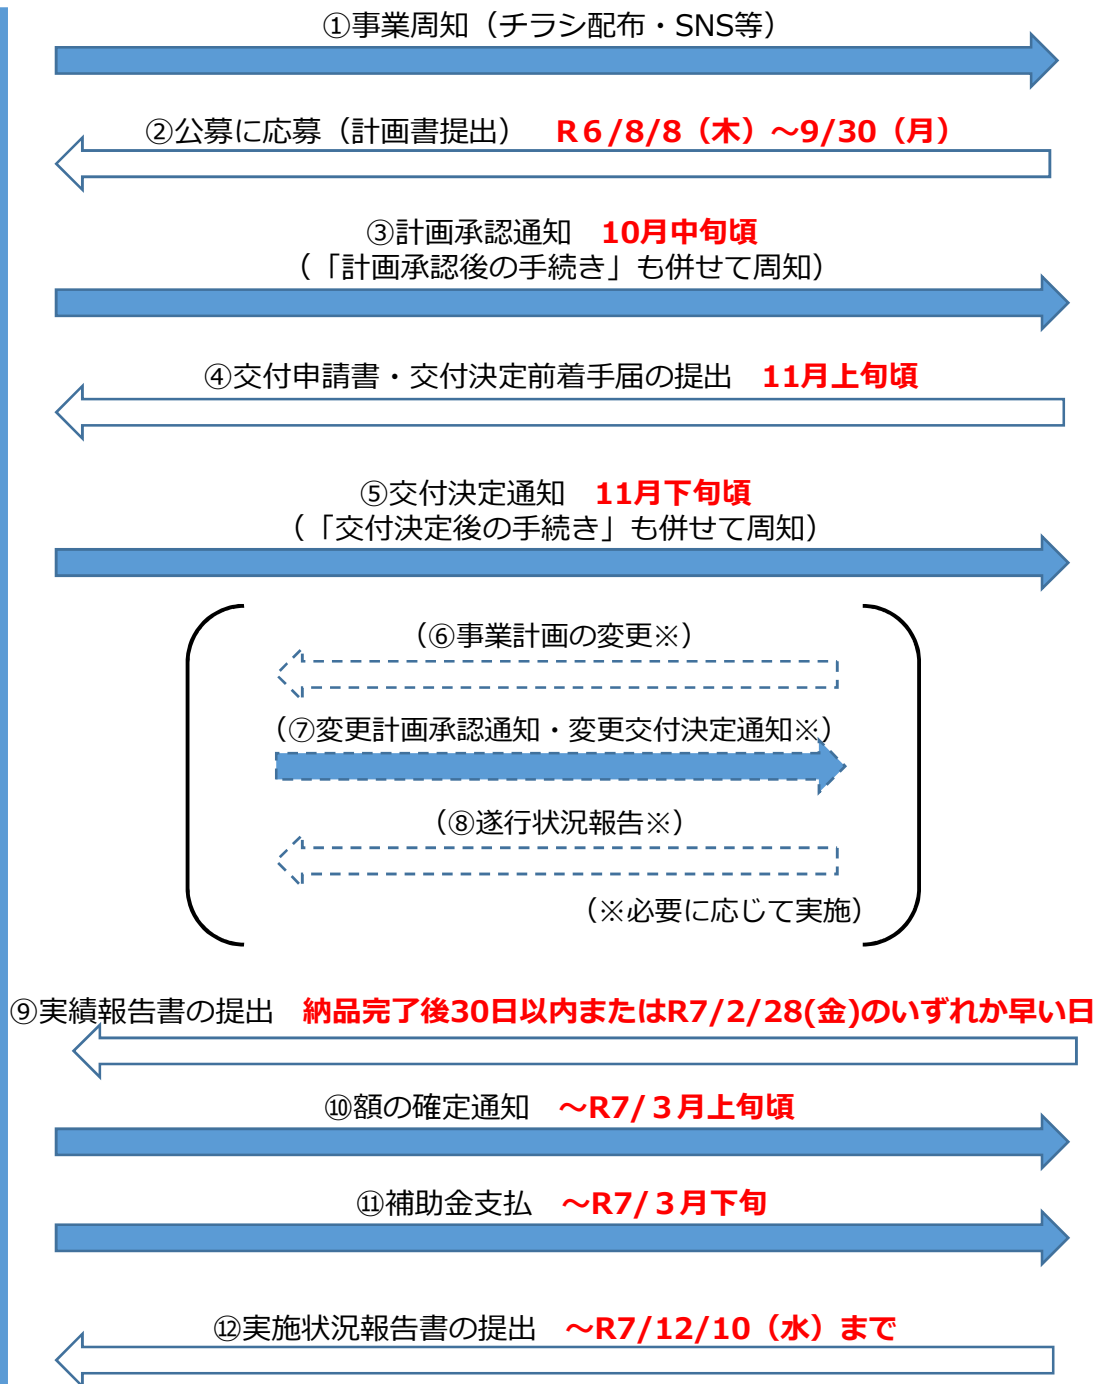 ①事業周知（チラシ配布・SNS等）
②公募に応募（計画書提出）　Ｒ６/8/8（木）～9/30（月）
③計画承認通知　10月中旬頃
（「計画承認後の手続き」も併せて周知）
④交付申請書・交付決定前着手届の提出　11月上旬頃
⑤交付決定通知　11月下旬頃
（「交付決定後の手続き」も併せて周知）
（⑥事業計画の変更※）
（⑦変更計画承認通知・変更交付決定通知※）
（⑧遂行状況報告※）
（※必要に応じて実施）
⑨実績報告書の提出　納品完了後30日以内またはR7/2/28(金)のいずれか早い日
⑩額の確定通知　～R7/３月上旬頃
⑪補助金支払　～R7/３月下旬
⑫実施状況報告書の提出　～R7/12/10（水）まで